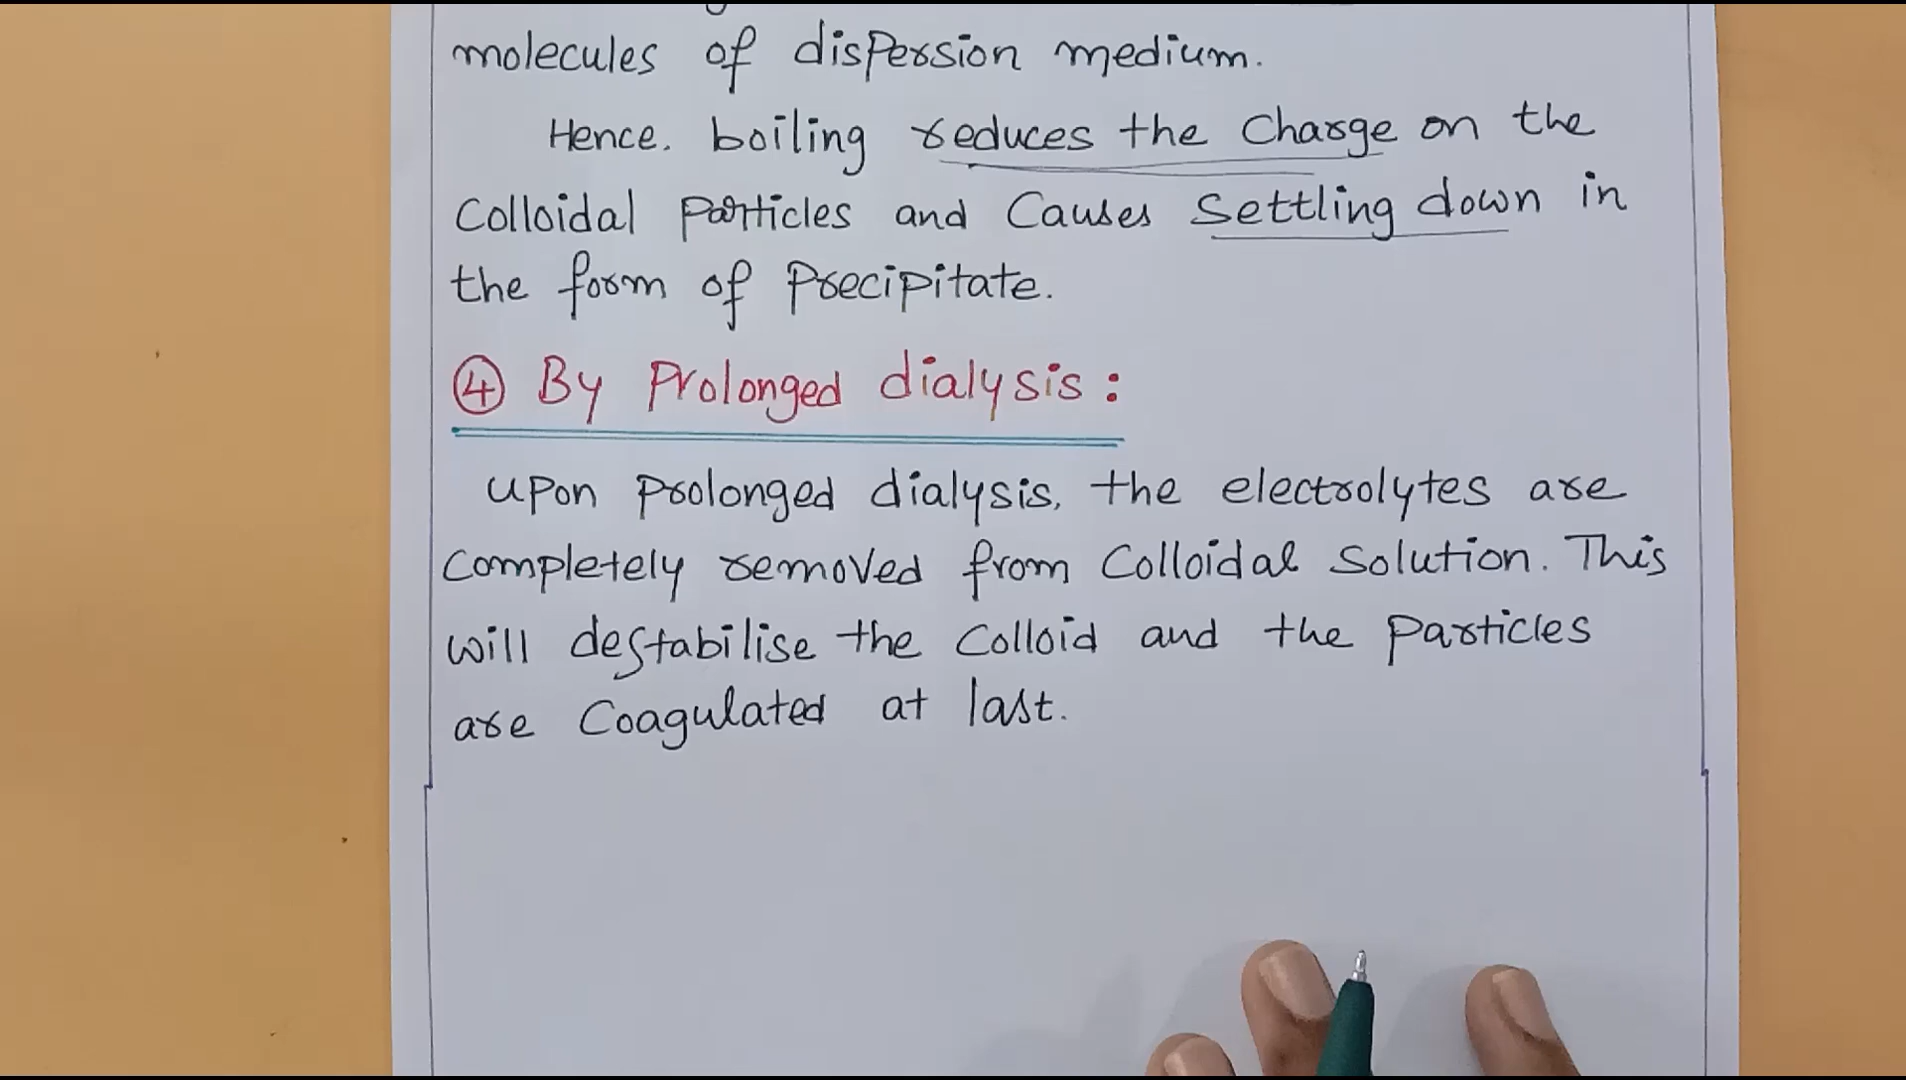 molecules of dispersion medium.
Hence, boiling reduces the charge on the
Colloidal Particles and Causes Settling down in
the form of Precipitate.
④ By Prolonged dialysis:
Upon prolonged dialysis, the electrolytes are
completely removed from Colloidal Solution. This
will destabilise the Colloid and the Particles
are Coagulated at last.